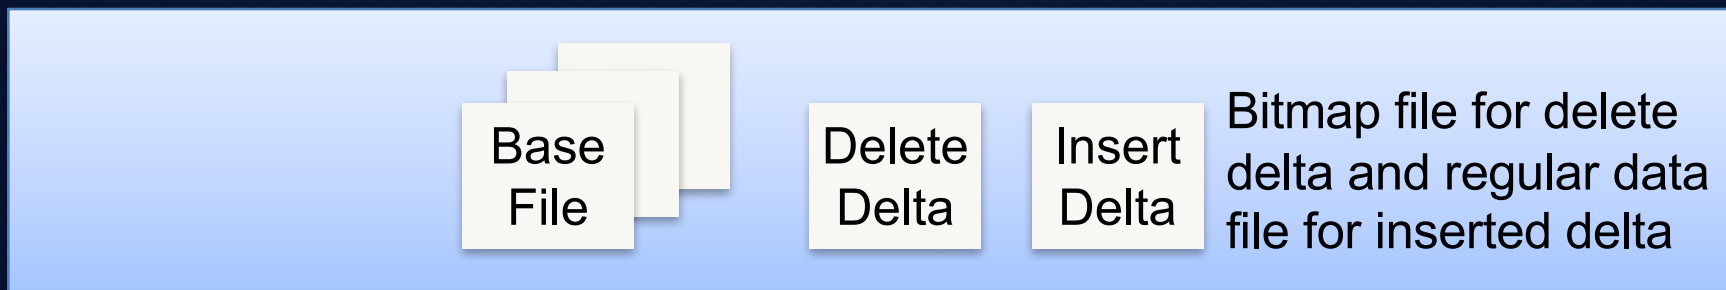 Base
File
Delete
Delta
Insert
Delta
Bitmap file for delete
delta and regular data
file for inserted delta